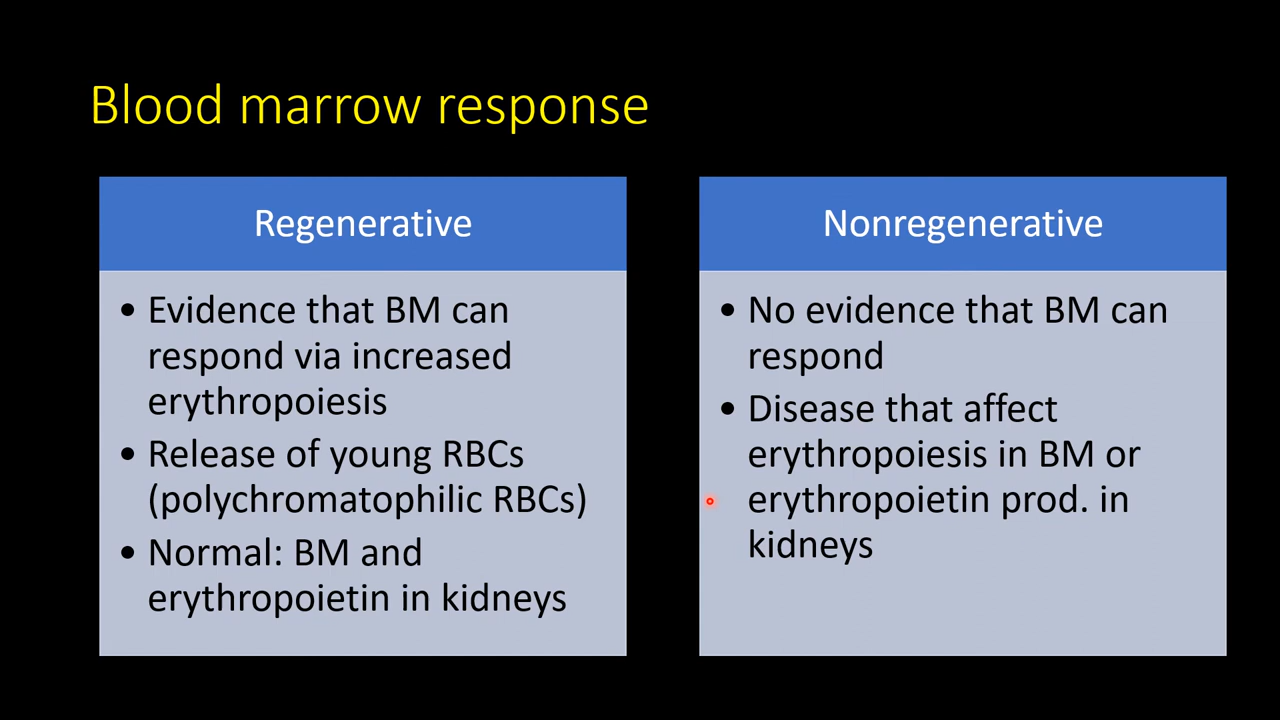 Blood marrow response
Regenerative
• Evidence that BM can
respond via increased
erythropoiesis
• Release of young RBCs
(polychromatophilic RBCs)
• Normal: BM and
erythropoietin in kidneys
Nonregenerative
• No evidence that BM can
respond
• Disease that affect
erythropoiesis in BM or
erythropoietin prod. in
kidneys